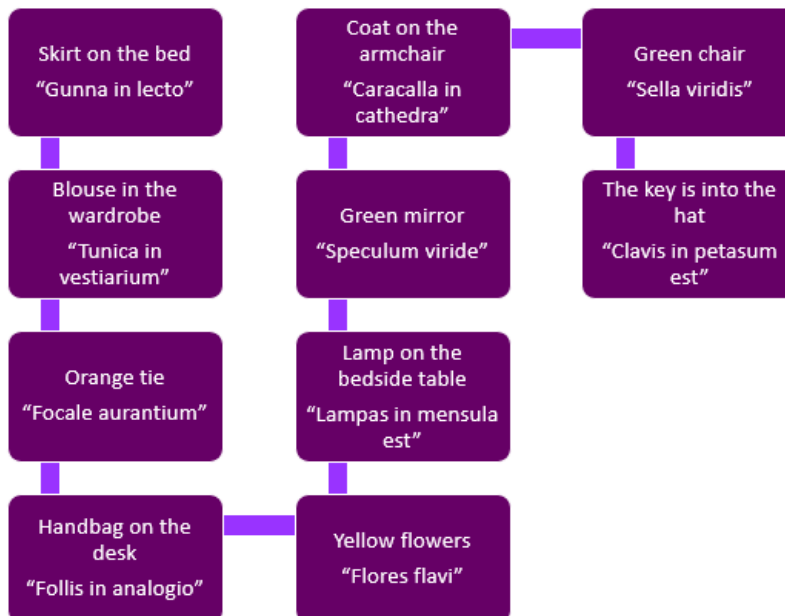 Skirt on the bed
“Gunna in lecto”
Blouse in the
wardrobe
“Tunica in
vestiarium”
Orange tie
“Focale aurantium”
Handbag on the
desk
“Follis in analogio”
Yellow flowers
“Flores flavi”
Lamp on the
bedside table
“Lampas in mensula
est”
Green mirror
“Speculum viride”
Coat on the
armchair
“Caracalla in
cathedra”
Green chair
“Sella viridis”
The key is into the
hat
“Clavis in petasum
est”